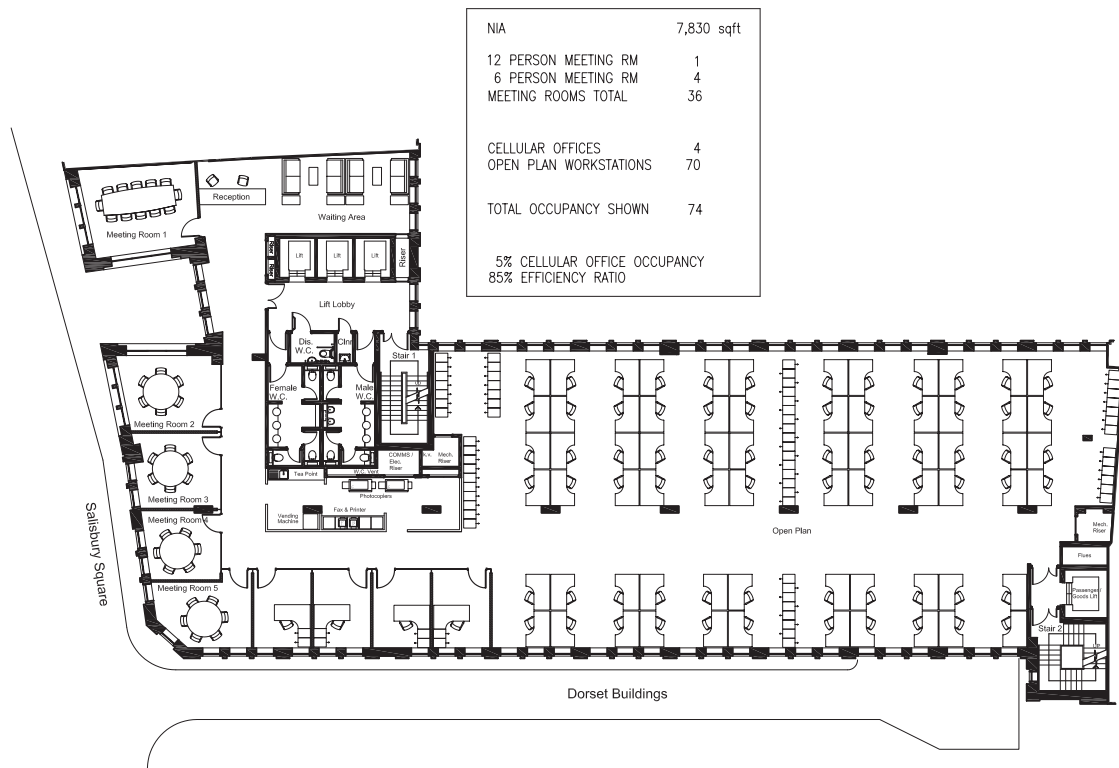 NIA 7,830 sqft
12 PERSON MEETING RM 1
6 PERSON MEETING RM 4
MEETING ROOMS TOTAL 36
CELLULAR OFFICES 4
OPEN PLAN WORKSTATIONS 70
TOTAL OCCUPANCY SHOWN 74
5% CELLULAR OFFICE OCCUPANCY
85% EFFICIENCY RATIO
Reception
Waiting Area
Meeting Room 1
Riser
Riser
Lift
Lift
Lift
Riser
Lift Lobby
Dis.
W.C.
Clnr
Stair 1
UP
Female
W.C.
Male
W.C.
Meeting Room 2
Meeting Room 3
Meeting Room 4
Meeting Room 5
COMMS /
Elec.
Riser
Mech.
Riser
Tea Point
W.C. Vent
Photocopiers
Vending
Machine
Fax & Printer
Open Plan
Mech.
Riser
Flues
Passenger /
Goods Lift
Stair 2
UP
Salisbury Square
Dorset Buildings